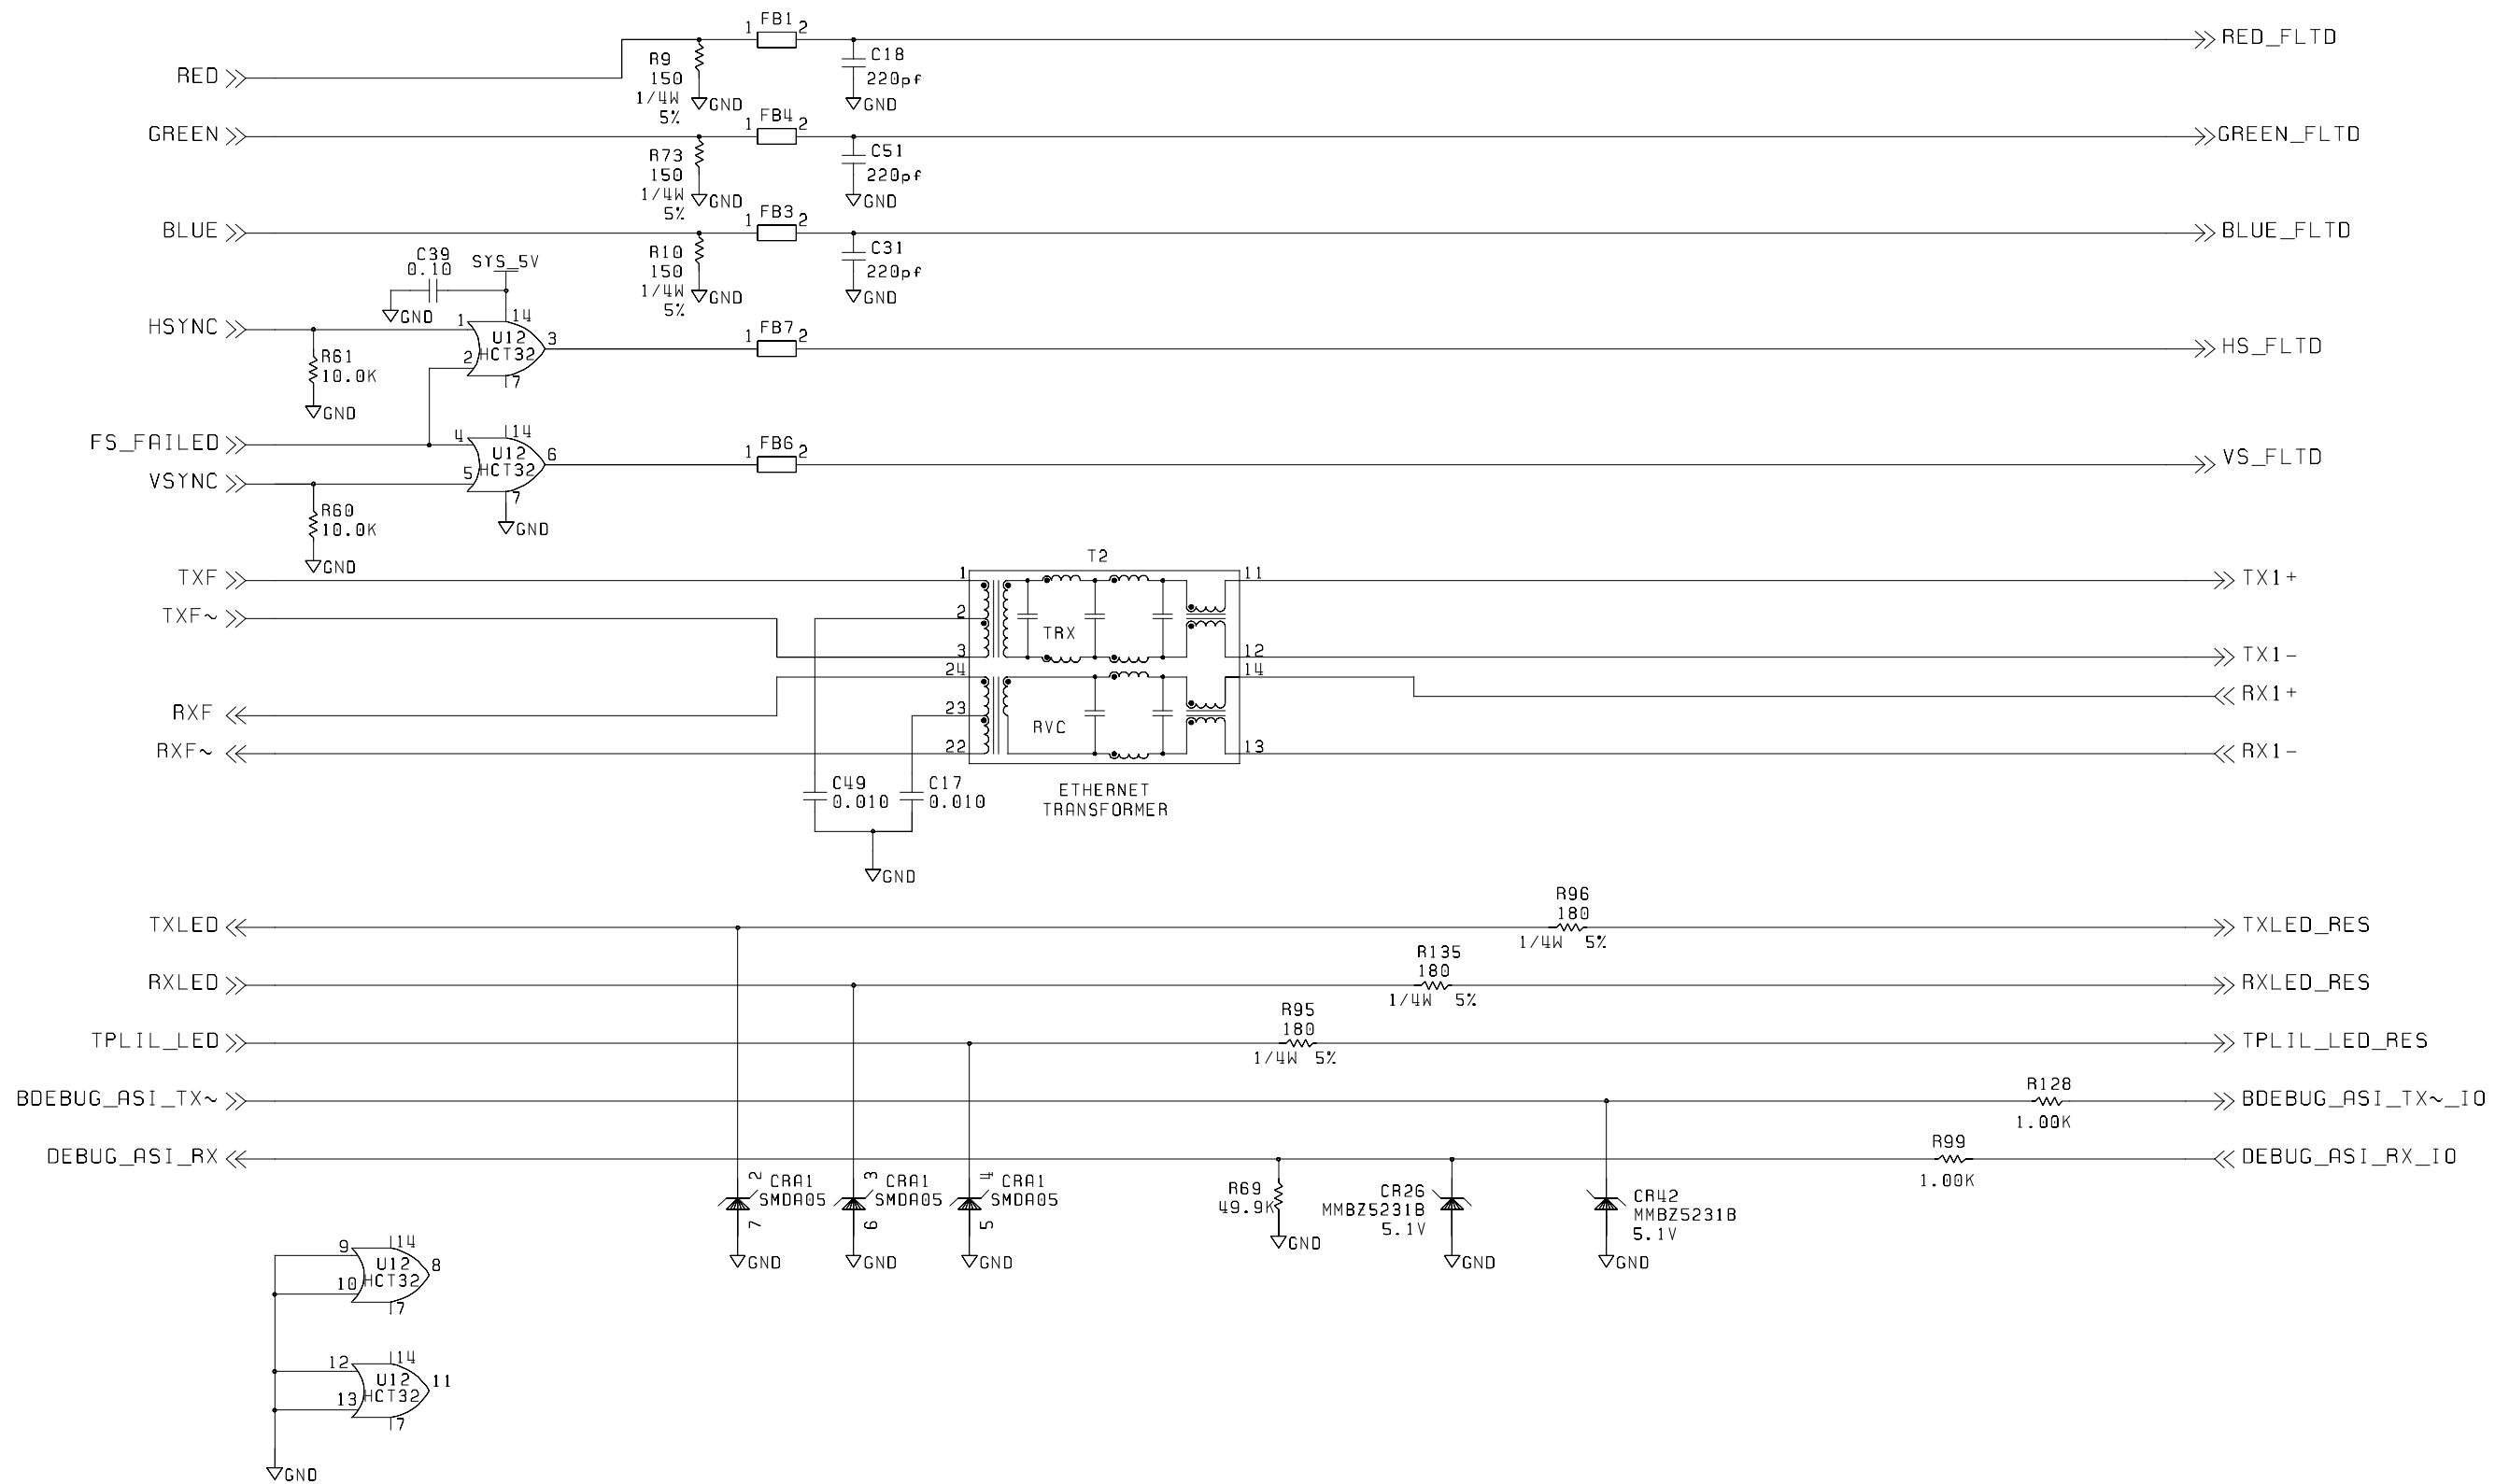 RED
1 FB1 2
R9
150
1/4W
5%
GND
C18
220pf
GND
RED_FLTD
GREEN
1 FB4 2
R73
150
1/4W
5%
GND
C51
220pf
GND
GREEN_FLTD
BLUE
1 FB3 2
R10
150
1/4W
5%
GND
C31
220pf
GND
BLUE_FLTD
C39
0.10
SYS_5V
GND
HSYNC
R61
10.0K
GND
1
2
14
U12
HCT32
7
3
1 FB7 2
HS_FLTD
FS_FAILED
VSYNC
R60
10.0K
GND
4
5
14
U12
HCT32
7
6
GND
1 FB6 2
VS_FLTD
T2
TXF
TXF~
RXF
RXF~
1
2
3
24
23
22
TRX
RVC
11
12
14
13
TX1+
TX1-
RX1+
RX1-
C49
0.010
C17
0.010
GND
ETHERNET
TRANSFORMER
TXLED
R96
180
1/4W 5%
TXLED_RES
RXLED
R135
180
1/4W 5%
RXLED_RES
TPLIL_LED
R95
180
1/4W 5%
TPLIL_LED_RES
BDEBUG_ASI_TX~
R128
1.00K
BDEBUG_ASI_TX~_IO
DEBUG_ASI_RX
R99
1.00K
DEBUG_ASI_RX_IO
2
CRA1
SMDA05
7
GND
3
CRA1
SMDA05
6
GND
4
CRA1
SMDA05
5
GND
R69
49.9K
GND
CR26
MMBZ5231B
5.1V
GND
CR42
MMBZ5231B
5.1V
GND
9
10
14
U12
HCT32
7
8
12
13
14
U12
HCT32
7
11
GND